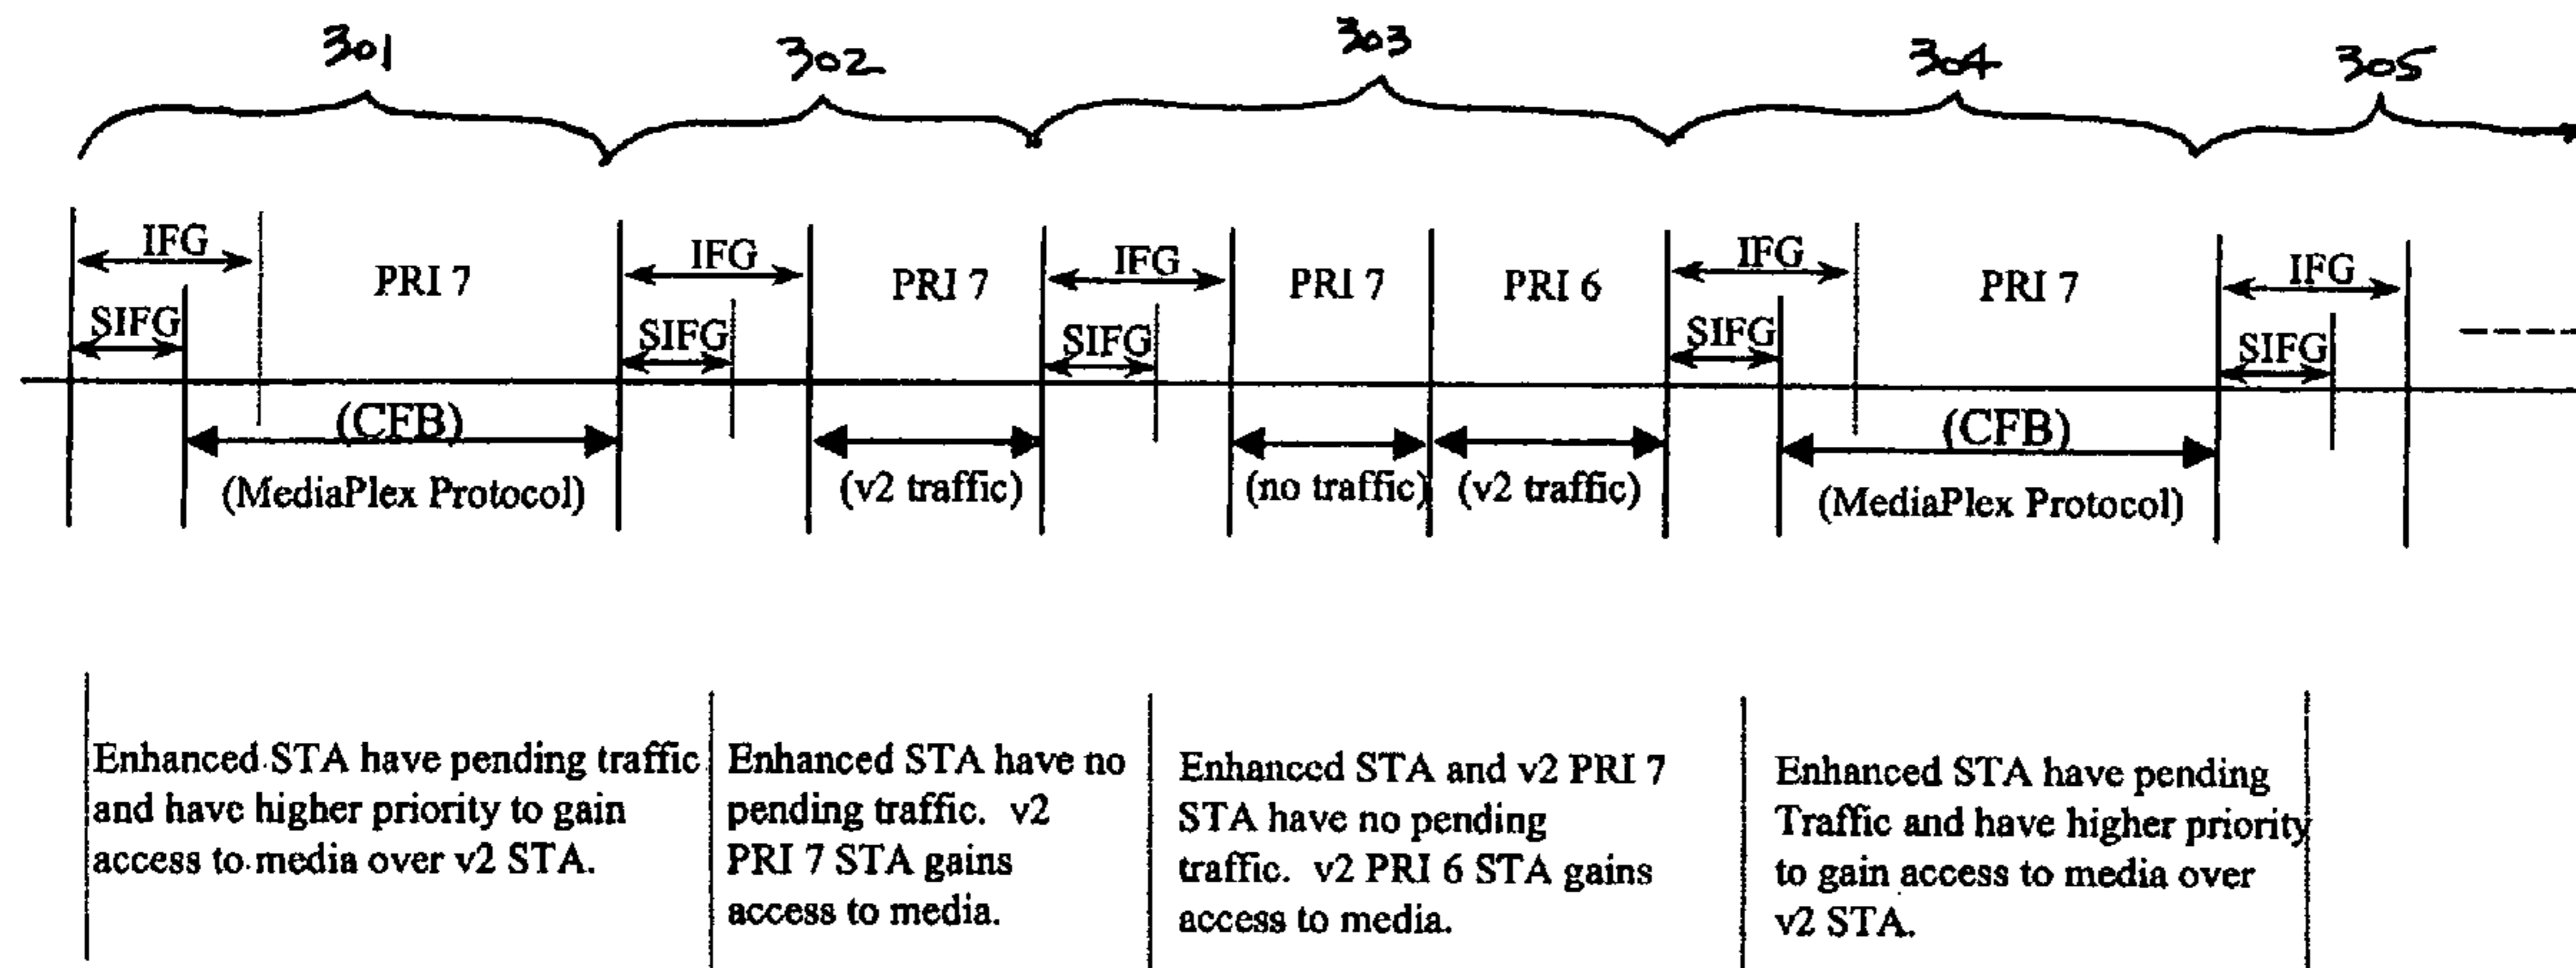 301 302 303 304 305
IFG IFG IFG IFG IFG
PRI 7 PRI 7 PRI 7 PRI 6 PRI 7
SIFG SIFG SIFG SIFG SIFG
(CFB) (CFB)
(MediaPlex Protocol) (v2 traffic) (no traffic) (v2 traffic) (MediaPlex Protocol)
Enhanced STA have pending traffic
and have higher priority to gain
access to media over v2 STA.
Enhanced STA have no
pending traffic. v2
PRI 7 STA gains
access to media.
Enhanced STA and v2 PRI 7
STA have no pending
traffic. v2 PRI 6 STA gains
access to media.
Enhanced STA have pending
Traffic and have higher priority
to gain access to media over
v2 STA.